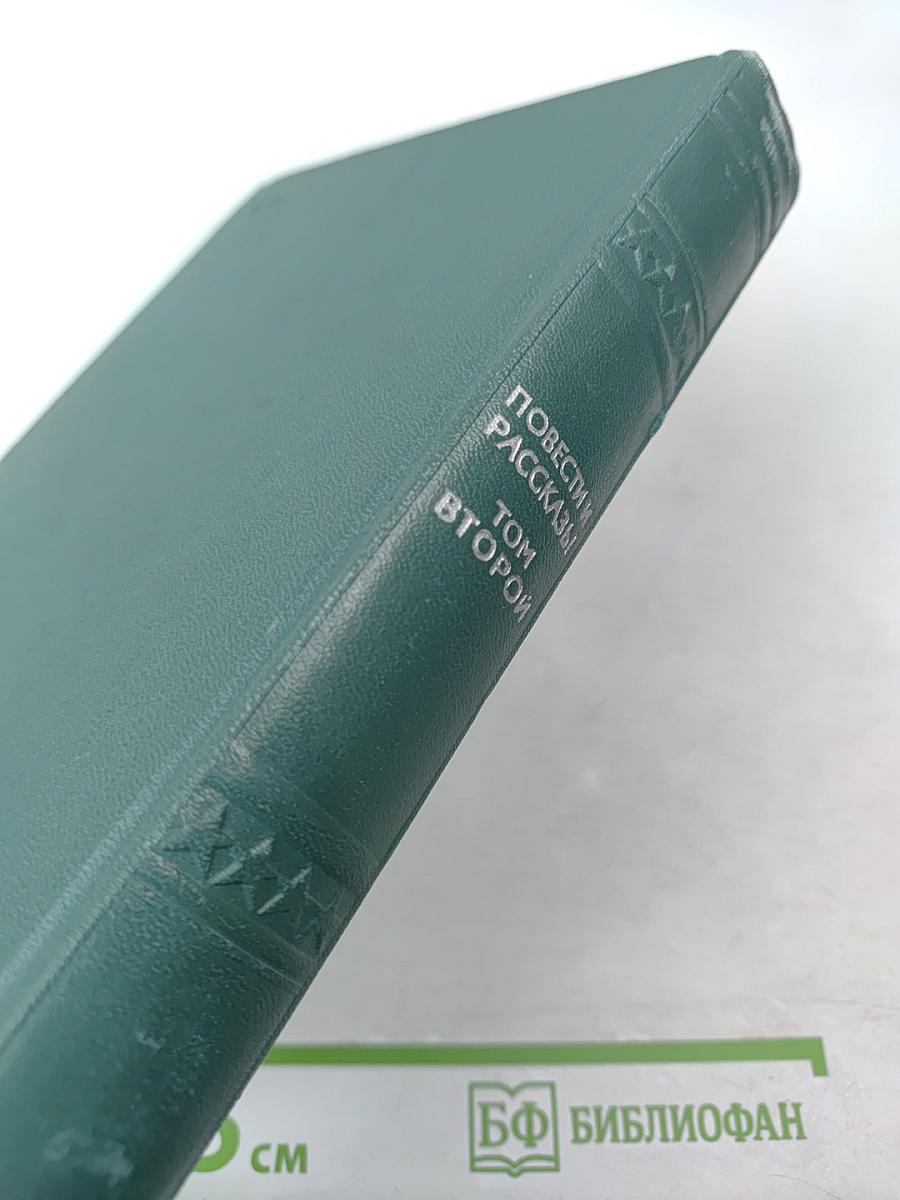 ПОВЕСТИ И
РАССКАЗЫ
ТОМ
ВТОРОЙ
СМ
БФ БИБЛИОФАН